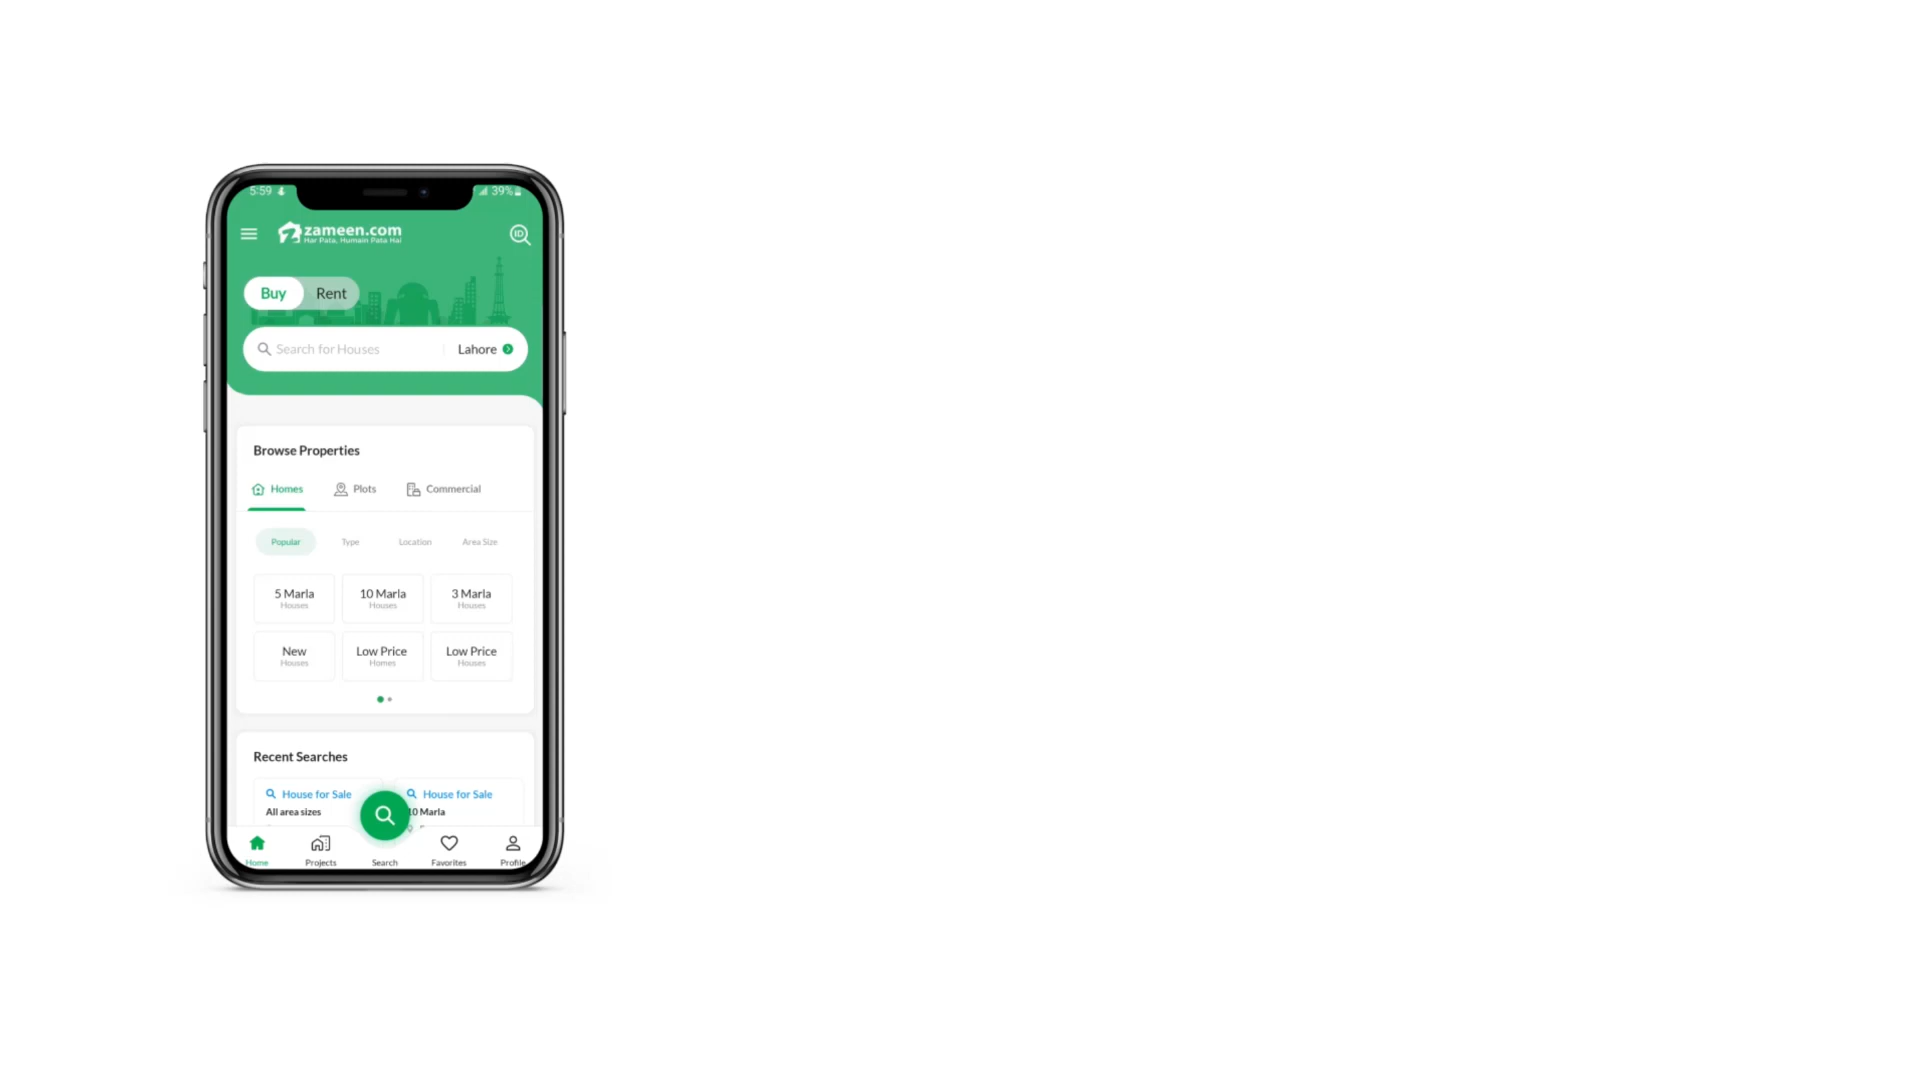 5:59 39%
zameen.com
Har Pata, Humain Pata Hai
ID
Buy Rent
Search for Houses Lahore
Browse Properties
Homes Plots Commercial
Popular Type Location Area Size
5 Marla 10 Marla 3 Marla
Houses Houses Houses
New Low Price Low Price
Houses Homes Houses
Recent Searches
House for Sale House for Sale
All area sizes 10 Marla
Home Projects Search Favorites Profile